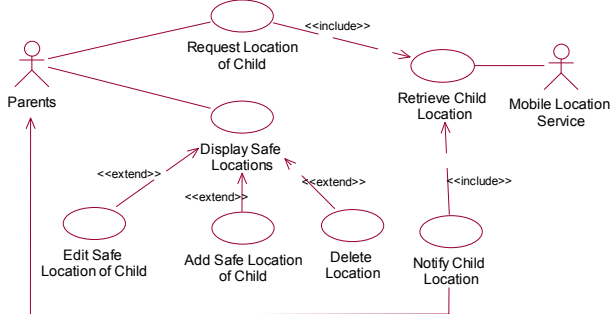 <<include>>
Request Location
of Child
Parents
Retrieve Child
Location
Mobile Location
Service
Display Safe
Locations
<<extend>>
<<extend>>
<<extend>>
<<include>>
Edit Safe
Location of Child
Add Safe Location
of Child
Delete
Location
Notify Child
Location